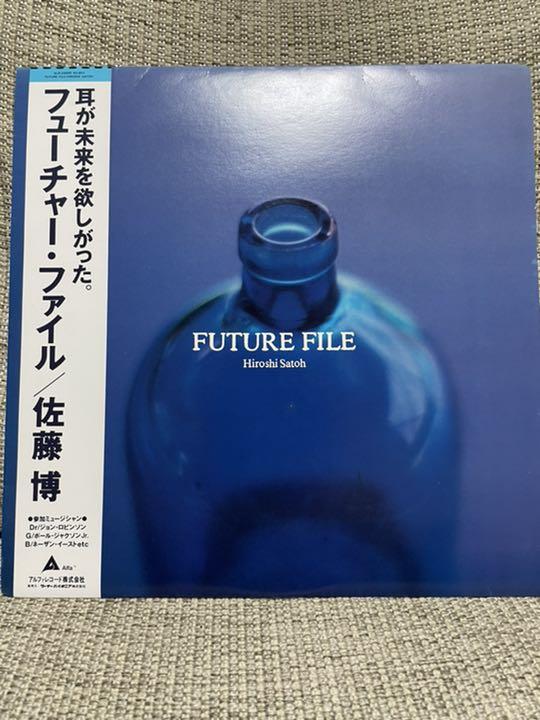 耳が未来を欲しがった。
フューチャー・ファイル／佐藤 博
●参加ミュージシャン●
Dr/ジョン・ロビンソン
G/ポール・ジャクソンJr.
B/ネーザン・イーストetc
Alfa
アルファレコード株式会社
FUTURE FILE
Hiroshi Satoh